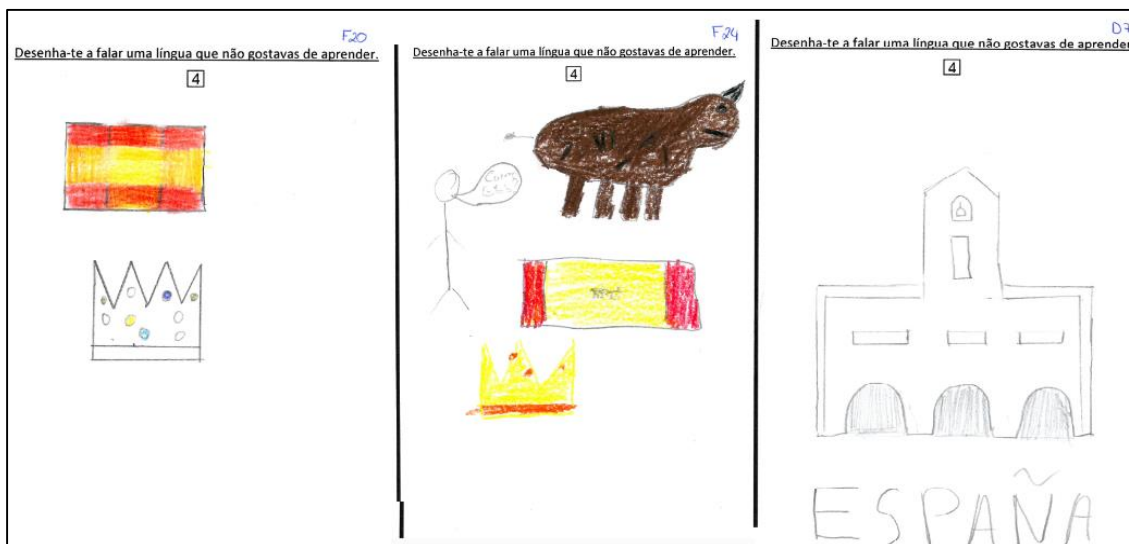 F20
Desenha-te a falar uma língua que não gostavas de aprender.
4
F24
Desenha-te a falar uma língua que não gostavas de aprender.
4
D7
Desenha-te a falar uma língua que não gostavas de aprender
4
ESPAÑA